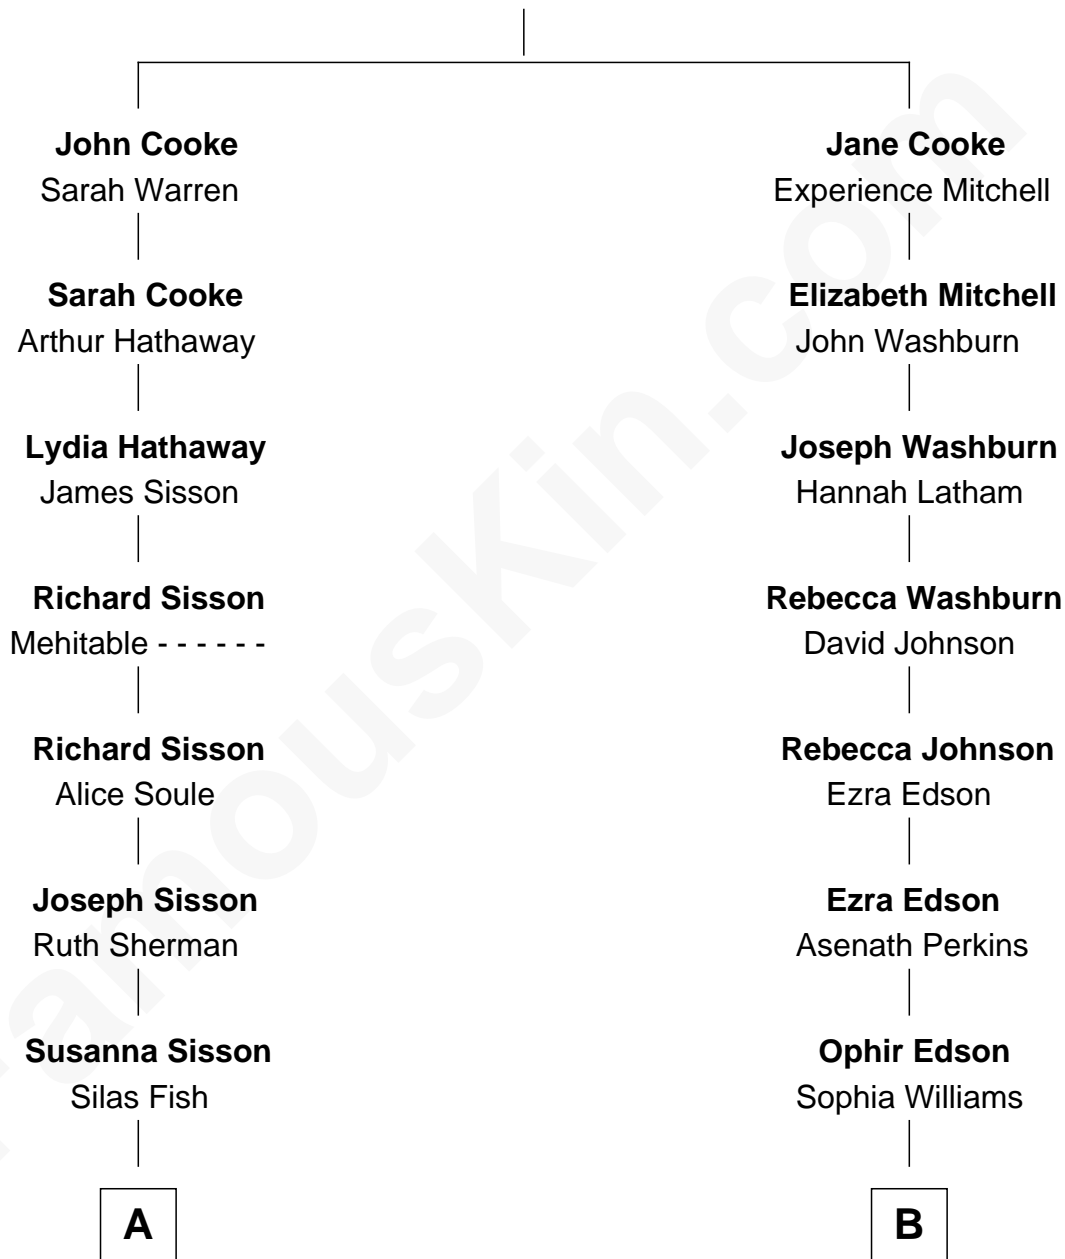 John Cooke
Sarah Warren
Jane Cooke
Experience Mitchell
Sarah Cooke
Arthur Hathaway
Elizabeth Mitchell
John Washburn
Lydia Hathaway
James Sisson
Joseph Washburn
Hannah Latham
Richard Sisson
Mehitable - - - - - -
Rebecca Washburn
David Johnson
Richard Sisson
Alice Soule
Rebecca Johnson
Ezra Edson
Joseph Sisson
Ruth Sherman
Ezra Edson
Asenath Perkins
Susanna Sisson
Silas Fish
Ophir Edson
Sophia Williams
A
B
FamousKin.com